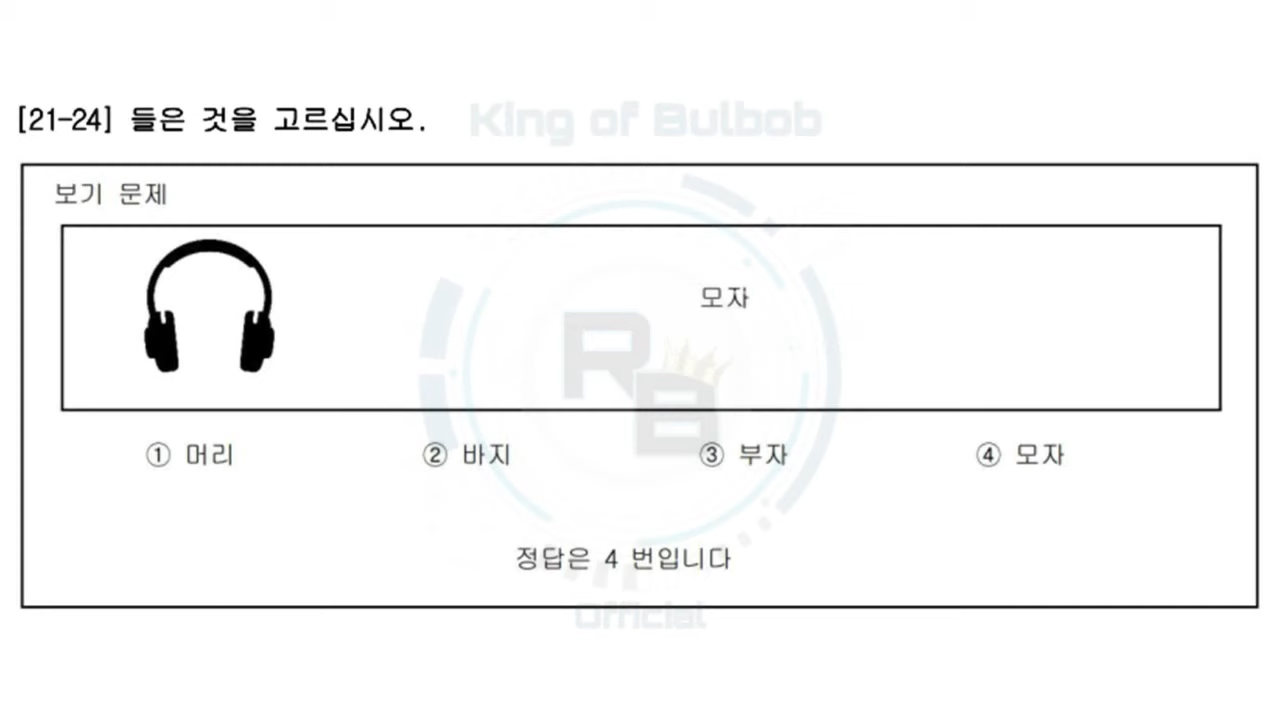 King of Bulbob
[21-24] 들은 것을 고르십시오.
보기 문제
모자
RB
① 머리 ② 바지 ③ 부자 ④ 모자
정답은 4 번입니다
Official